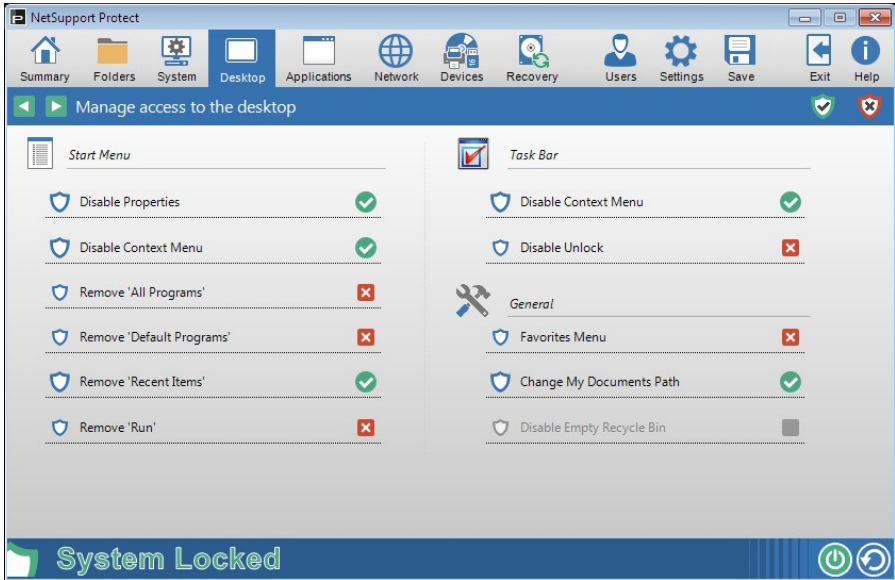 NetSupport Protect
Summary Folders System Desktop Applications Network Devices Recovery Users Settings Save Exit Help
Manage access to the desktop
Start Menu
Disable Properties
Disable Context Menu
Remove 'All Programs'
Remove 'Default Programs'
Remove 'Recent Items'
Remove 'Run'
Task Bar
Disable Context Menu
Disable Unlock
General
Favorites Menu
Change My Documents Path
Disable Empty Recycle Bin
System Locked